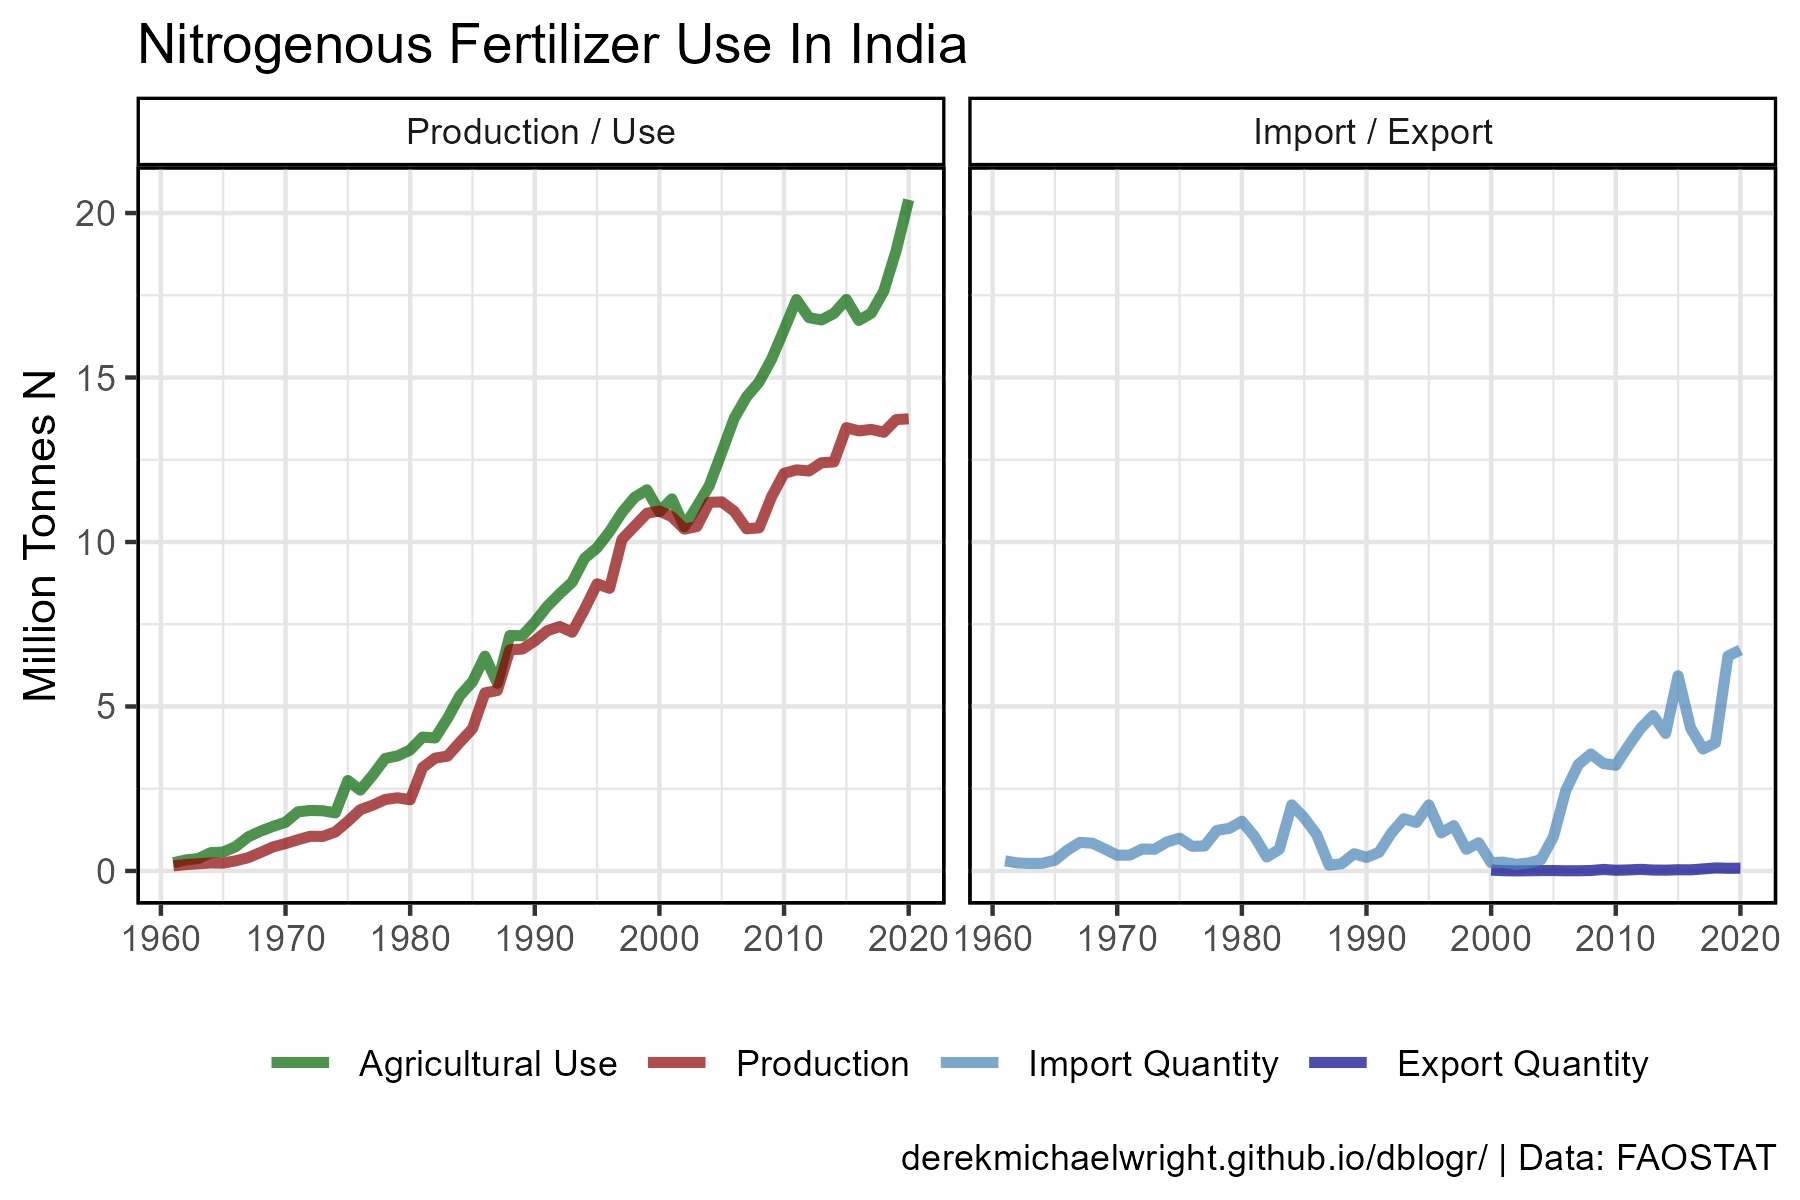 Nitrogenous Fertilizer Use In India
Production / Use
Import / Export
Million Tonnes N
20
15
10
5
0
1960 1970 1980 1990 2000 2010 2020
1960 1970 1980 1990 2000 2010 2020
Agricultural Use Production Import Quantity Export Quantity
derekmichaelwright.github.io/dblogr/ | Data: FAOSTAT